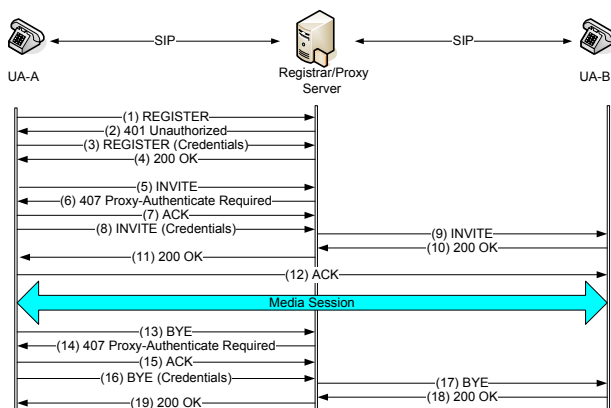 SIP
SIP
UA-A
Registrar/Proxy
Server
UA-B
(1) REGISTER
(2) 401 Unauthorized
(3) REGISTER (Credentials)
(4) 200 OK
(5) INVITE
(6) 407 Proxy-Authenticate Required
(7) ACK
(8) INVITE (Credentials)
(9) INVITE
(10) 200 OK
(11) 200 OK
(12) ACK
Media Session
(13) BYE
(14) 407 Proxy-Authenticate Required
(15) ACK
(16) BYE (Credentials)
(17) BYE
(18) 200 OK
(19) 200 OK